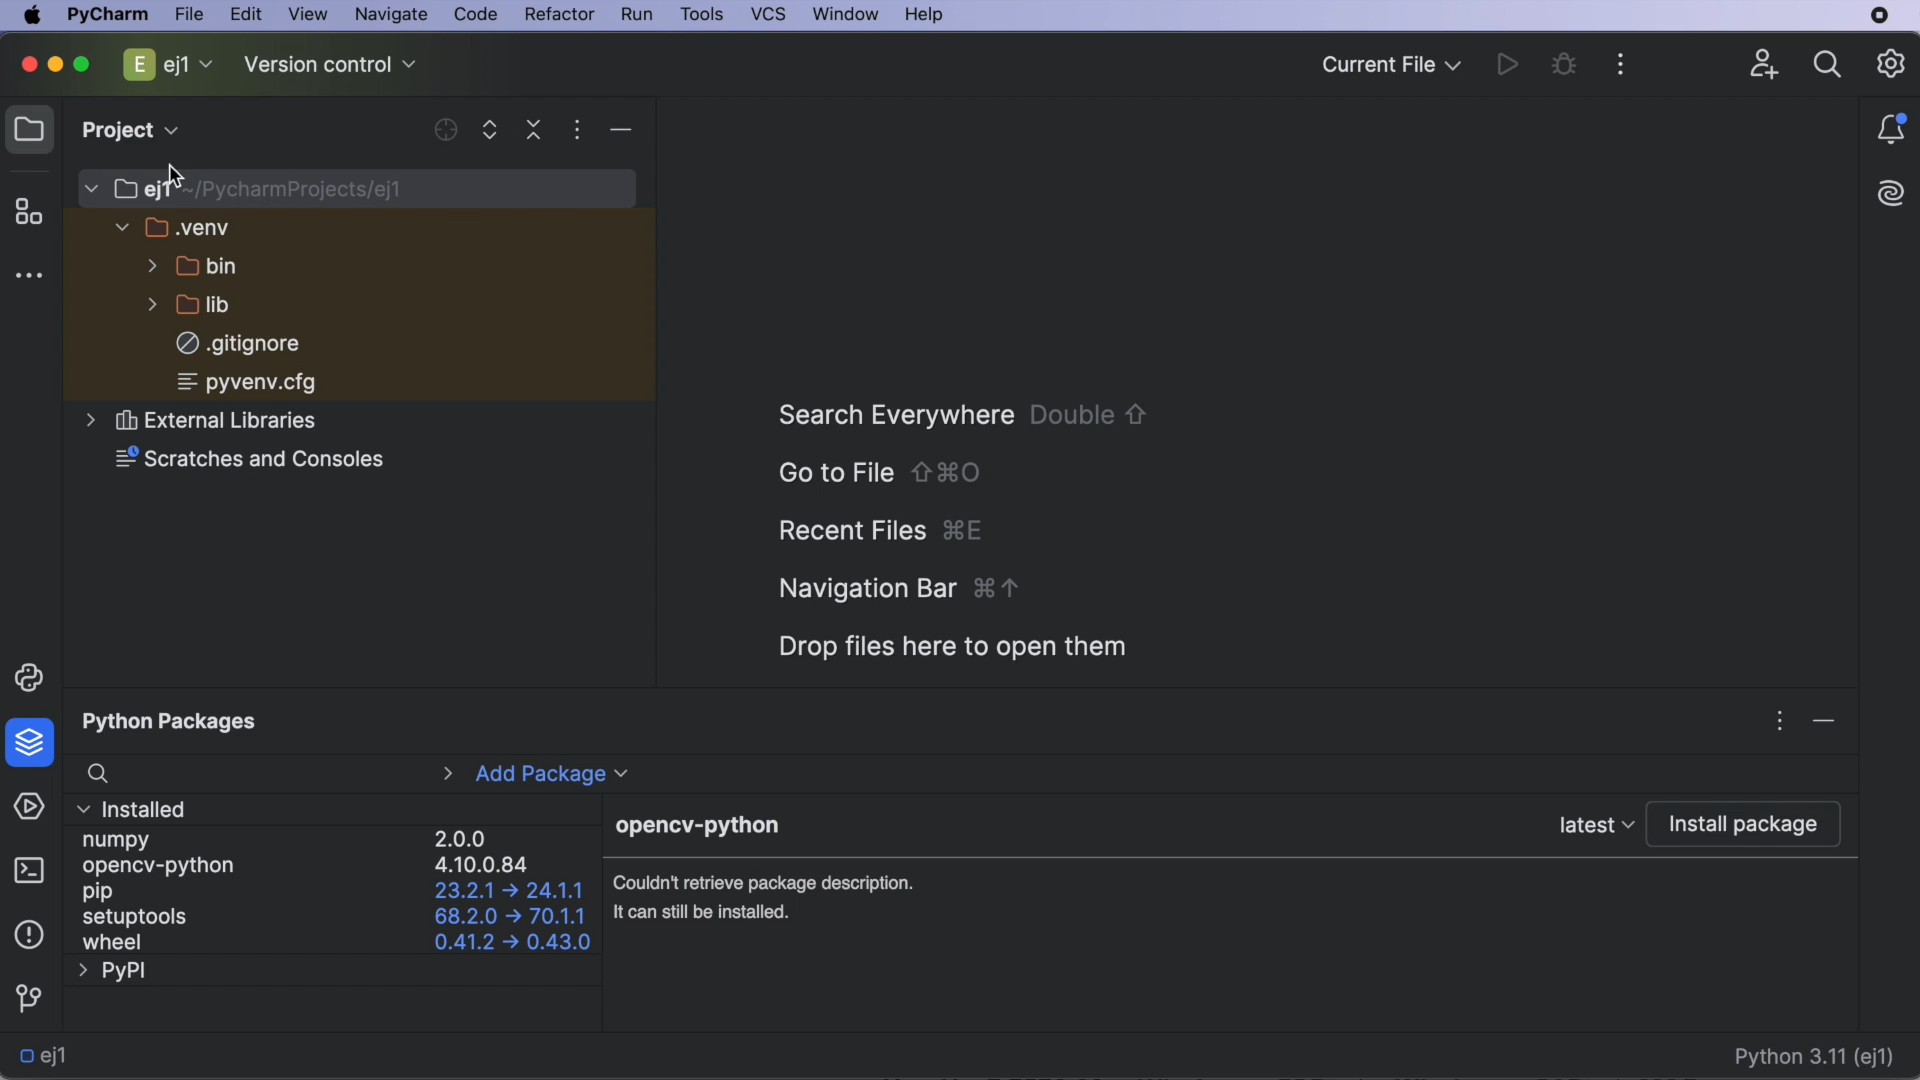 PyCharm File Edit View Navigate Code Refactor Run Tools VCS Window Help
E ej1 Version control Current File
Project
ej1 ~/PycharmProjects/ej1
.venv
bin
lib
.gitignore
pyvenv.cfg
External Libraries
Scratches and Consoles
Search Everywhere Double ⇧
Go to File ⇧⌘O
Recent Files ⌘E
Navigation Bar ⌘↑
Drop files here to open them
Python Packages
Add Package
Installed
numpy 2.0.0
opencv-python 4.10.0.84
pip 23.2.1 → 24.1.1
setuptools 68.2.0 → 70.1.1
wheel 0.41.2 → 0.43.0
PyPI
opencv-python latest Install package
Couldn't retrieve package description.
It can still be installed.
ej1 Python 3.11 (ej1)